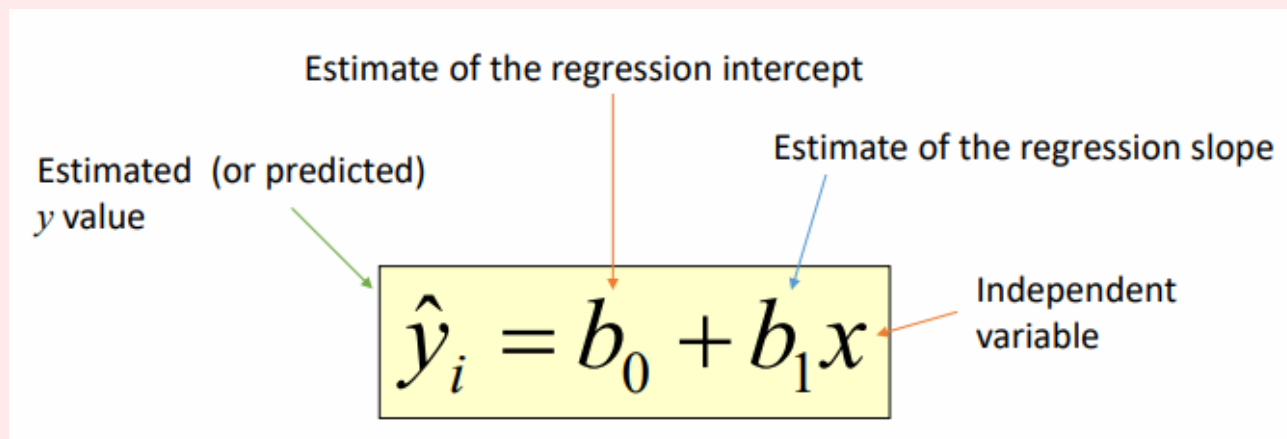 Estimate of the regression intercept
Estimate of the regression slope
Estimated (or predicted)
y value
Independent
variable
ŷᵢ = b₀ + b₁x